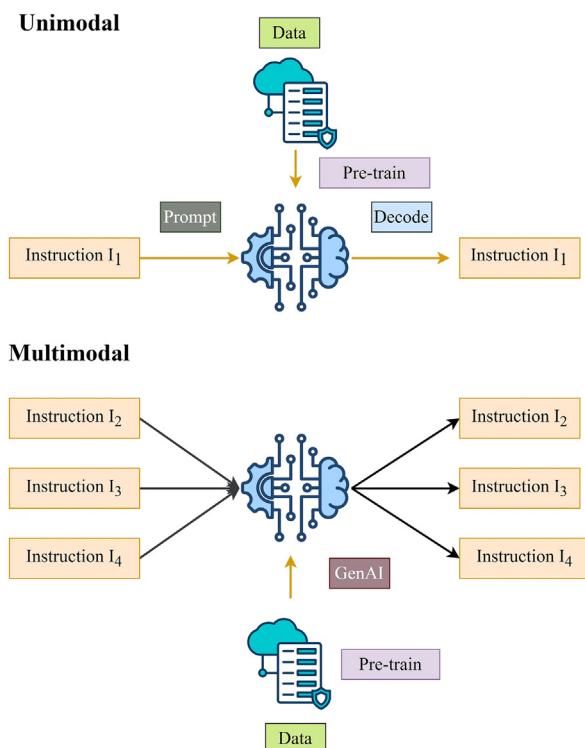 Unimodal
Data
Pre-train
Prompt
Decode
Instruction I₁
Instruction I₁
Multimodal
Instruction I₂
Instruction I₂
Instruction I₃
Instruction I₃
Instruction I₄
Instruction I₄
GenAI
Pre-train
Data